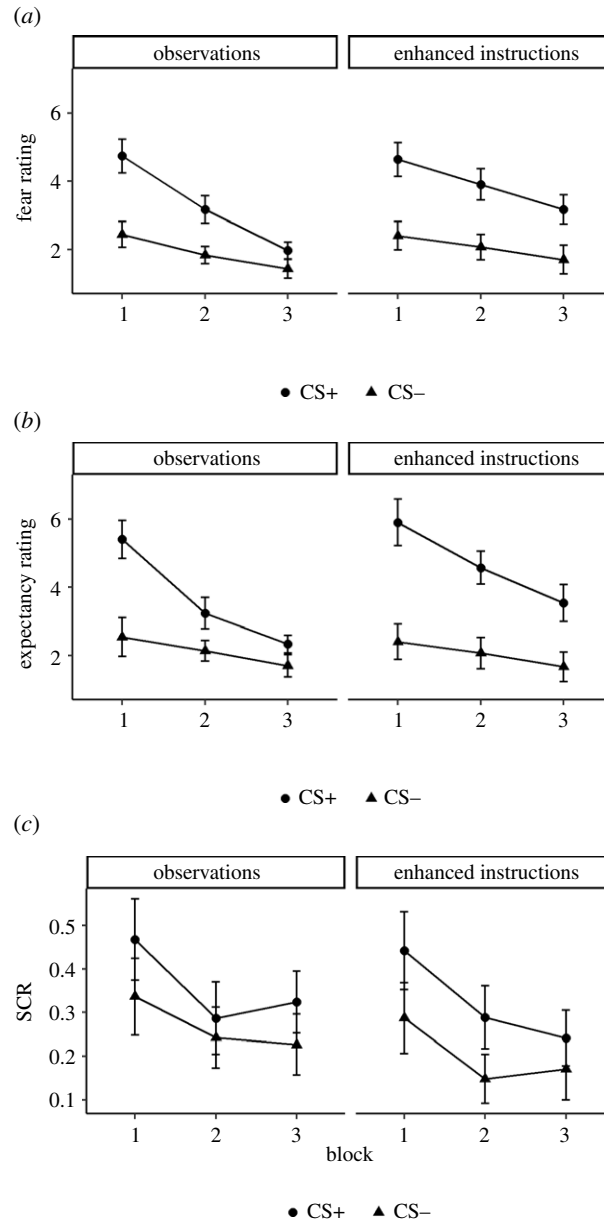 (a)
observations enhanced instructions
6
4
2
fear rating
1 2 3 1 2 3
CS+ CS–
(b)
observations enhanced instructions
6
4
2
expectancy rating
1 2 3 1 2 3
CS+ CS–
(c)
observations enhanced instructions
0.5
0.4
0.3
0.2
0.1
SCR
1 2 3 1 2 3
block
CS+ CS–